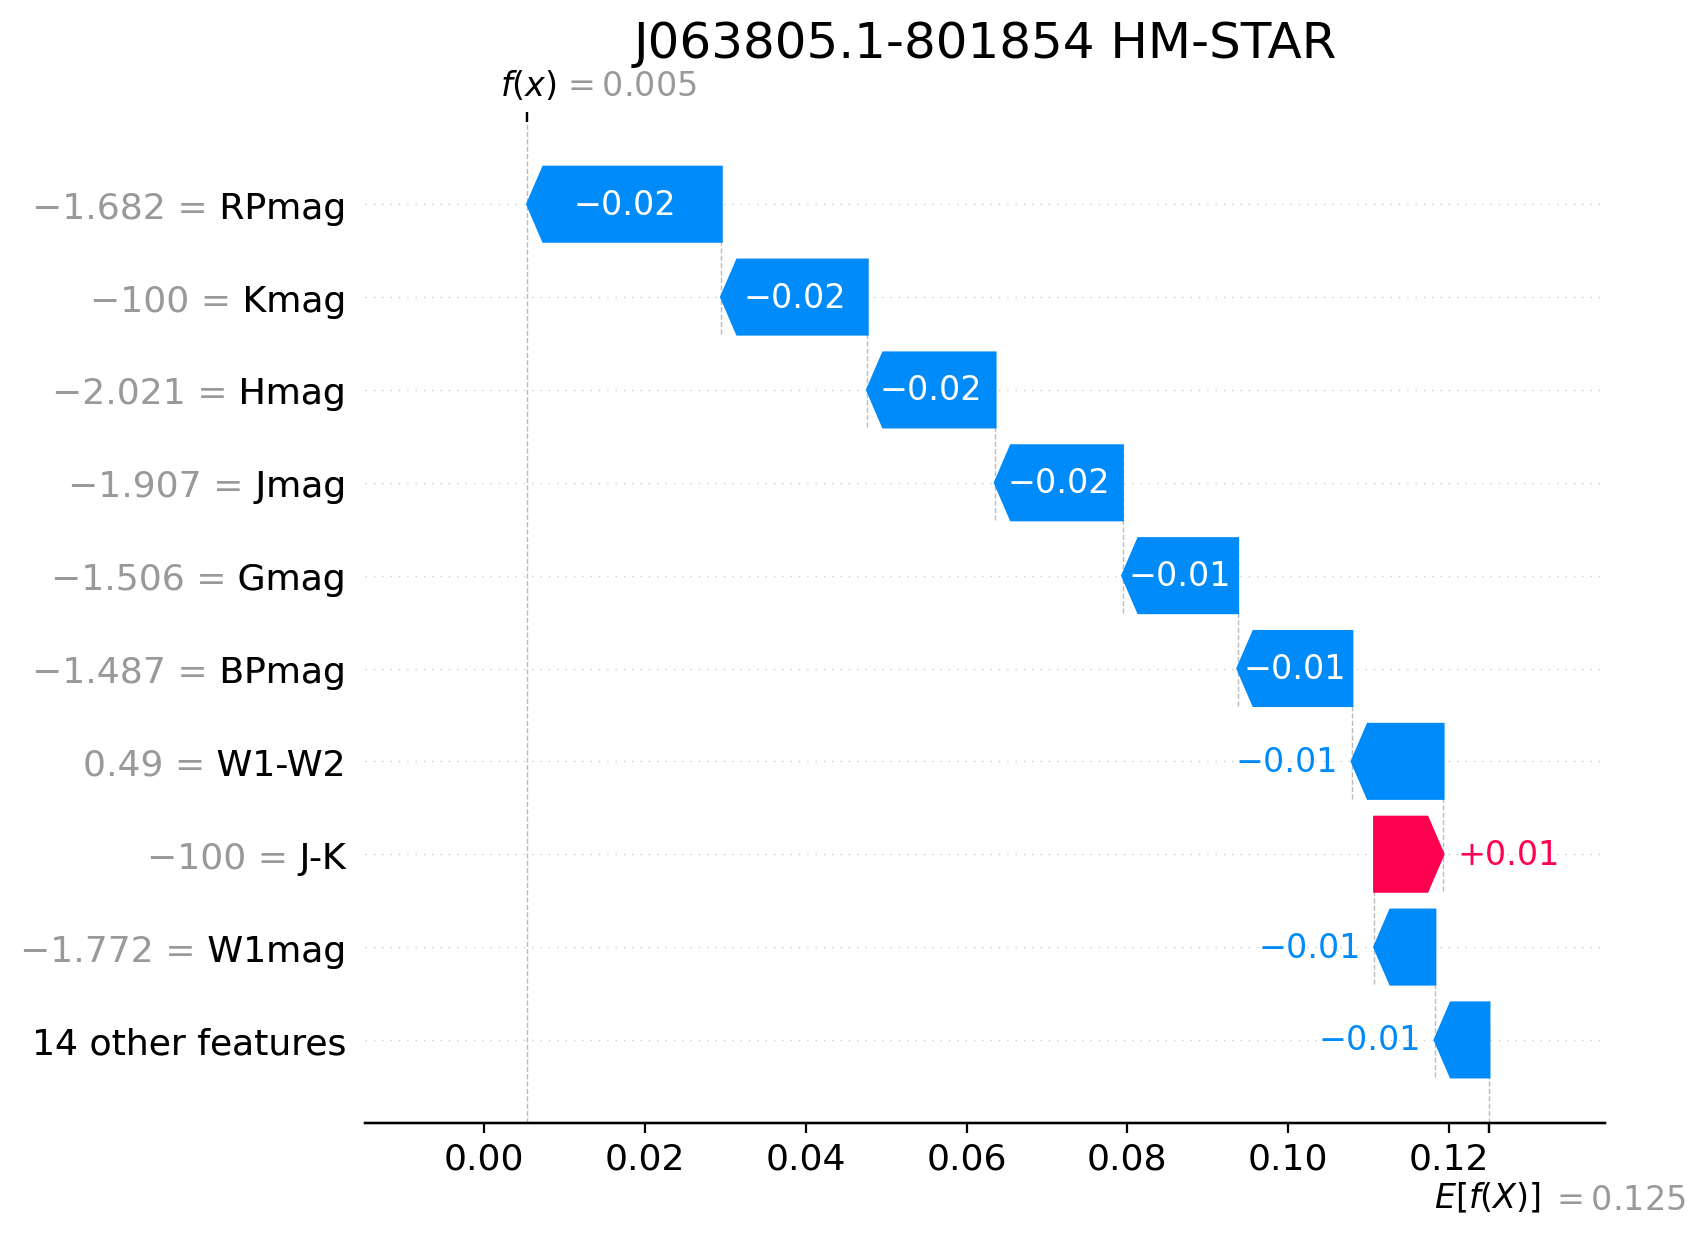 J063805.1-801854 HM-STAR
f(x) = 0.005
−1.682 = RPmag −0.02
−100 = Kmag −0.02
−2.021 = Hmag −0.02
−1.907 = Jmag −0.02
−1.506 = Gmag −0.01
−1.487 = BPmag −0.01
0.49 = W1-W2 −0.01
−100 = J-K +0.01
−1.772 = W1mag −0.01
14 other features −0.01
0.00 0.02 0.04 0.06 0.08 0.10 0.12
E[f(X)] = 0.125